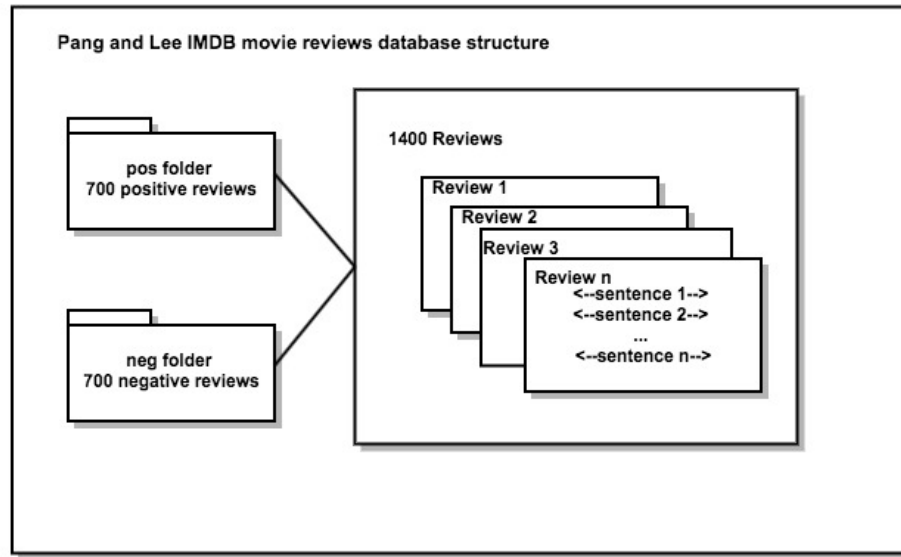 Pang and Lee IMDB movie reviews database structure
pos folder
700 positive reviews
neg folder
700 negative reviews
1400 Reviews
Review 1
Review 2
Review 3
Review n
<--sentence 1-->
<--sentence 2-->
...
<--sentence n-->